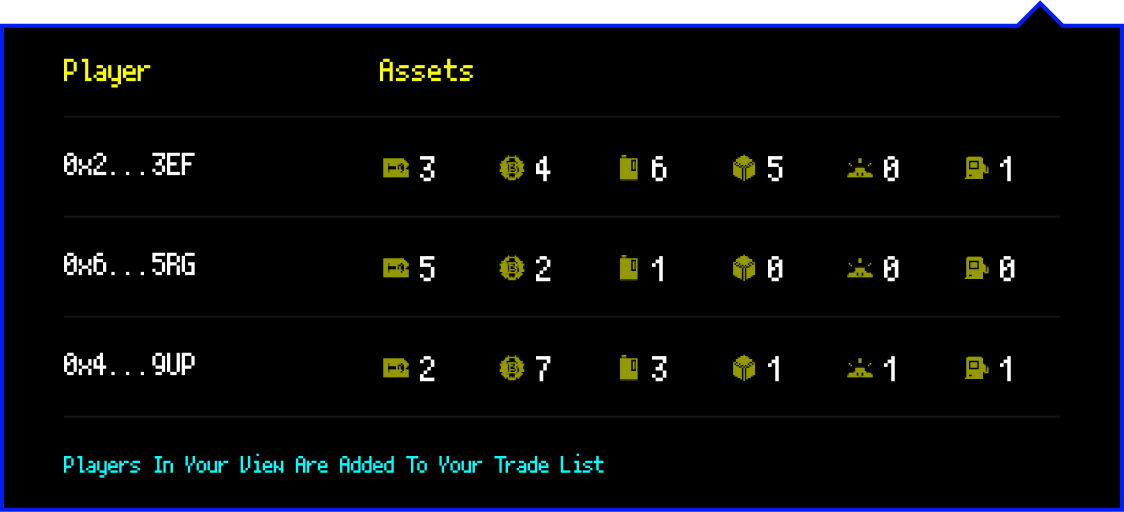 Player Assets
0x2...3EF 3 4 6 5 0 1
0x6...5RG 5 2 1 0 0 0
0x4...9UP 2 7 3 1 1 1
Players In Your View Are Added To Your Trade List